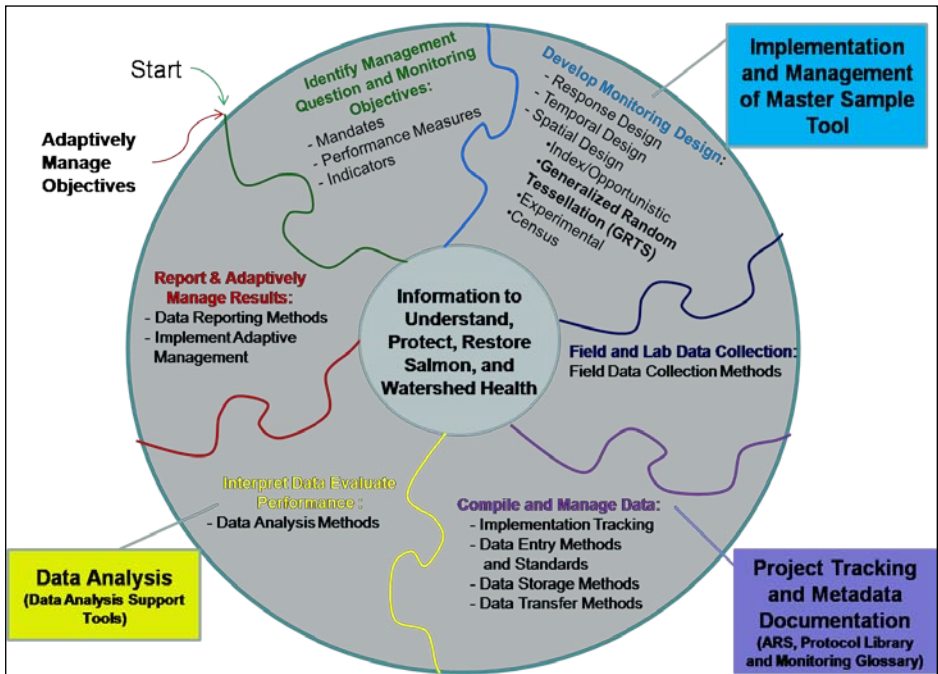 Start
Adaptively
Manage
Objectives
Identify Management
Question and Monitoring
Objectives:
- Mandates
- Performance Measures
- Indicators
Develop Monitoring Design:
- Response Design
- Temporal Design
- Spatial Design
•Index/Opportunistic
•Generalized Random
Tessellation (GRTS)
•Experimental
•Census
Implementation
and Management
of Master Sample
Tool
Field and Lab Data Collection:
Field Data Collection Methods
Compile and Manage Data:
- Implementation Tracking
- Data Entry Methods
and Standards
- Data Storage Methods
- Data Transfer Methods
Project Tracking
and Metadata
Documentation
(ARS, Protocol Library
and Monitoring Glossary)
Interpret Data Evaluate
Performance :
- Data Analysis Methods
Data Analysis
(Data Analysis Support
Tools)
Report & Adaptively
Manage Results:
- Data Reporting Methods
- Implement Adaptive
Management
Information to
Understand,
Protect, Restore
Salmon, and
Watershed Health